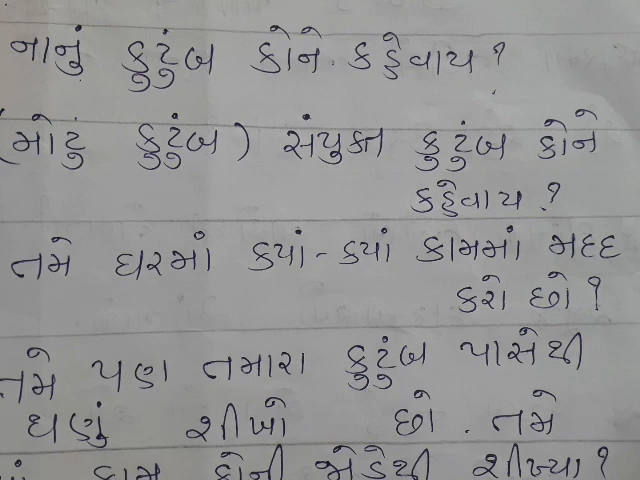 નાનું કુટુંબ કોને કહેવાય?
(મોટુ કુટુંબ) સંયુક્ત કુટુંબ કોને
કહેવાય?
તમે ઘરમાં કયાં-કયાં કામમાં મદદ
કરો છો?
તમે પણ તમારા કુટુંબ પાસેથી
ઘણું શીખો છો. તમે
કામ કોની જોડેથી શીખ્યા?